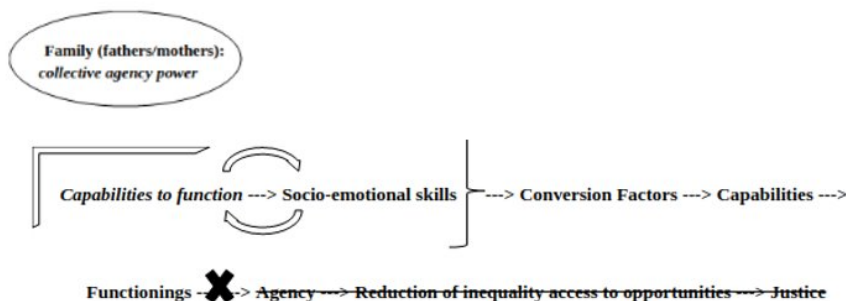 Family (fathers/mothers):
collective agency power
Capabilities to function ---> Socio-emotional skills ---> Conversion Factors ---> Capabilities --->
Functionings ---> Agency ---> Reduction of inequality access to opportunities ---> Justice